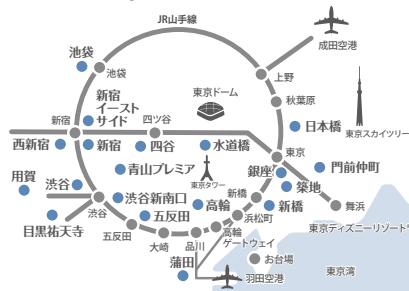 JR山手線
成田空港
池袋
池袋
上野
東京ドーム
秋葉原
新宿
イースト
サイド
新宿
四ツ谷
日本橋
東京スカイツリー
西新宿
新宿
四谷
水道橋
東京
青山プレミア
銀座
門前仲町
用賀
渋谷
東京タワー
築地
渋谷新南口
高輪
新橋
新橋
舞浜
渋谷
五反田
浜松町
目黒祐天寺
五反田
大崎
品川
高輪
ゲートウェイ
東京ディズニーリゾート®
お台場
蒲田
羽田空港
東京湾